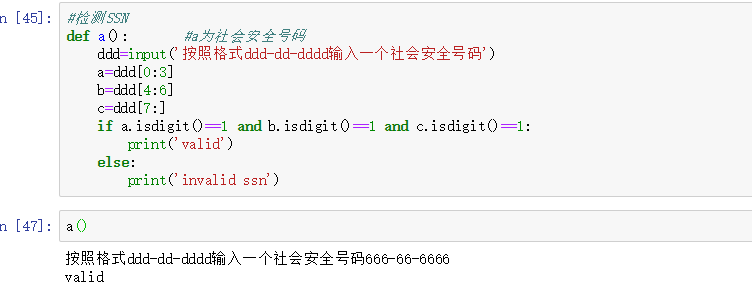 n [45]: #检测SSN
def a():        #a为社会安全号码
    ddd=input('按照格式ddd-dd-dddd输入一个社会安全号码')
    a=ddd[0:3]
    b=ddd[4:6]
    c=ddd[7:]
    if a.isdigit()==1 and b.isdigit()==1 and c.isdigit()==1:
        print('valid')
    else:
        print('invalid ssn')
n [47]: a()
按照格式ddd-dd-dddd输入一个社会安全号码666-66-6666
valid